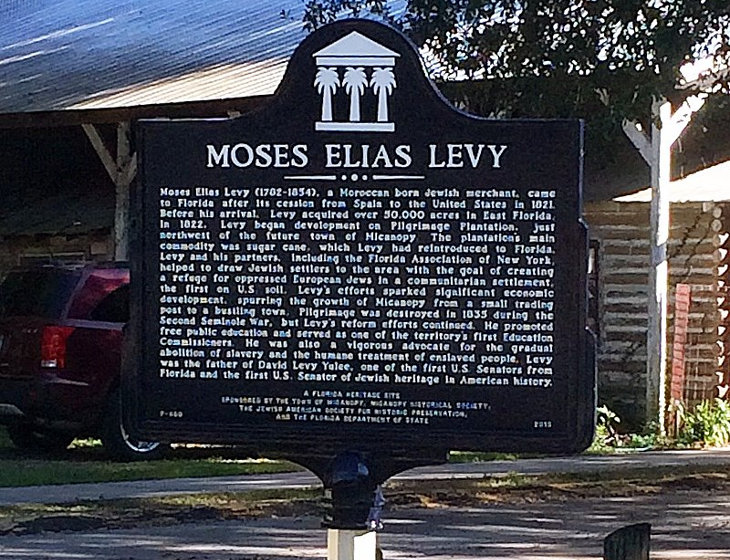 MOSES ELIAS LEVY
Moses Elias Levy (1782-1854), a Moroccan born Jewish merchant, came
to Florida after its cession from Spain to the United States in 1821.
Before his arrival, Levy acquired over 50,000 acres in East Florida.
In 1822, Levy began development on Pilgrimage Plantation, just
northwest of the future town of Micanopy. The plantation's main
commodity was sugar cane, which Levy had reintroduced to Florida.
Levy and his partners, including the Florida Association of New York,
helped to draw Jewish settlers to the area with the goal of creating
a refuge for oppressed European Jews in a communitarian settlement,
the first on U.S. soil. Levy's efforts sparked significant economic
development, spurring the growth of Micanopy from a small trading
post to a bustling town. Pilgrimage was destroyed in 1835 during the
Second Seminole War, but Levy's reform efforts continued. He promoted
free public education and served as one of the territory's first Education
Commissioners. He was also a vigorous advocate for the gradual
abolition of slavery and the humane treatment of enslaved people. Levy
was the father of David Levy Yulee, one of the first U.S. Senators from
Florida and the first U.S. Senator of Jewish heritage in American history.
A FLORIDA HERITAGE SITE
SPONSORED BY THE TOWN OF MICANOPY, MICANOPY HISTORICAL SOCIETY,
THE JEWISH AMERICAN SOCIETY FOR HISTORIC PRESERVATION,
AND THE FLORIDA DEPARTMENT OF STATE